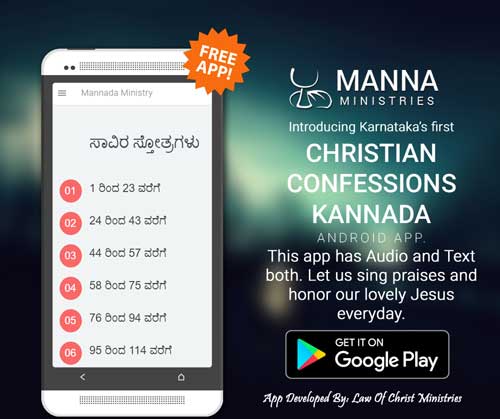 FREE
APP!
Mannada Ministry
ಸಾವಿರ ಸ್ತೋತ್ರಗಳು
01 1 ರಿಂದ 23 ವರೆಗೆ
02 24 ರಿಂದ 43 ವರೆಗೆ
03 44 ರಿಂದ 57 ವರೆಗೆ
04 58 ರಿಂದ 75 ವರೆಗೆ
05 76 ರಿಂದ 94 ವರೆಗೆ
06 95 ರಿಂದ 114 ವರೆಗೆ
MANNA
MINISTRIES
Introducing Karnataka's first
CHRISTIAN
CONFESSIONS
KANNADA
ANDROID APP.
This app has Audio and Text
both. Let us sing praises and
honor our lovely Jesus
everyday.
GET IT ON
Google Play
App Developed By: Law Of Christ Ministries